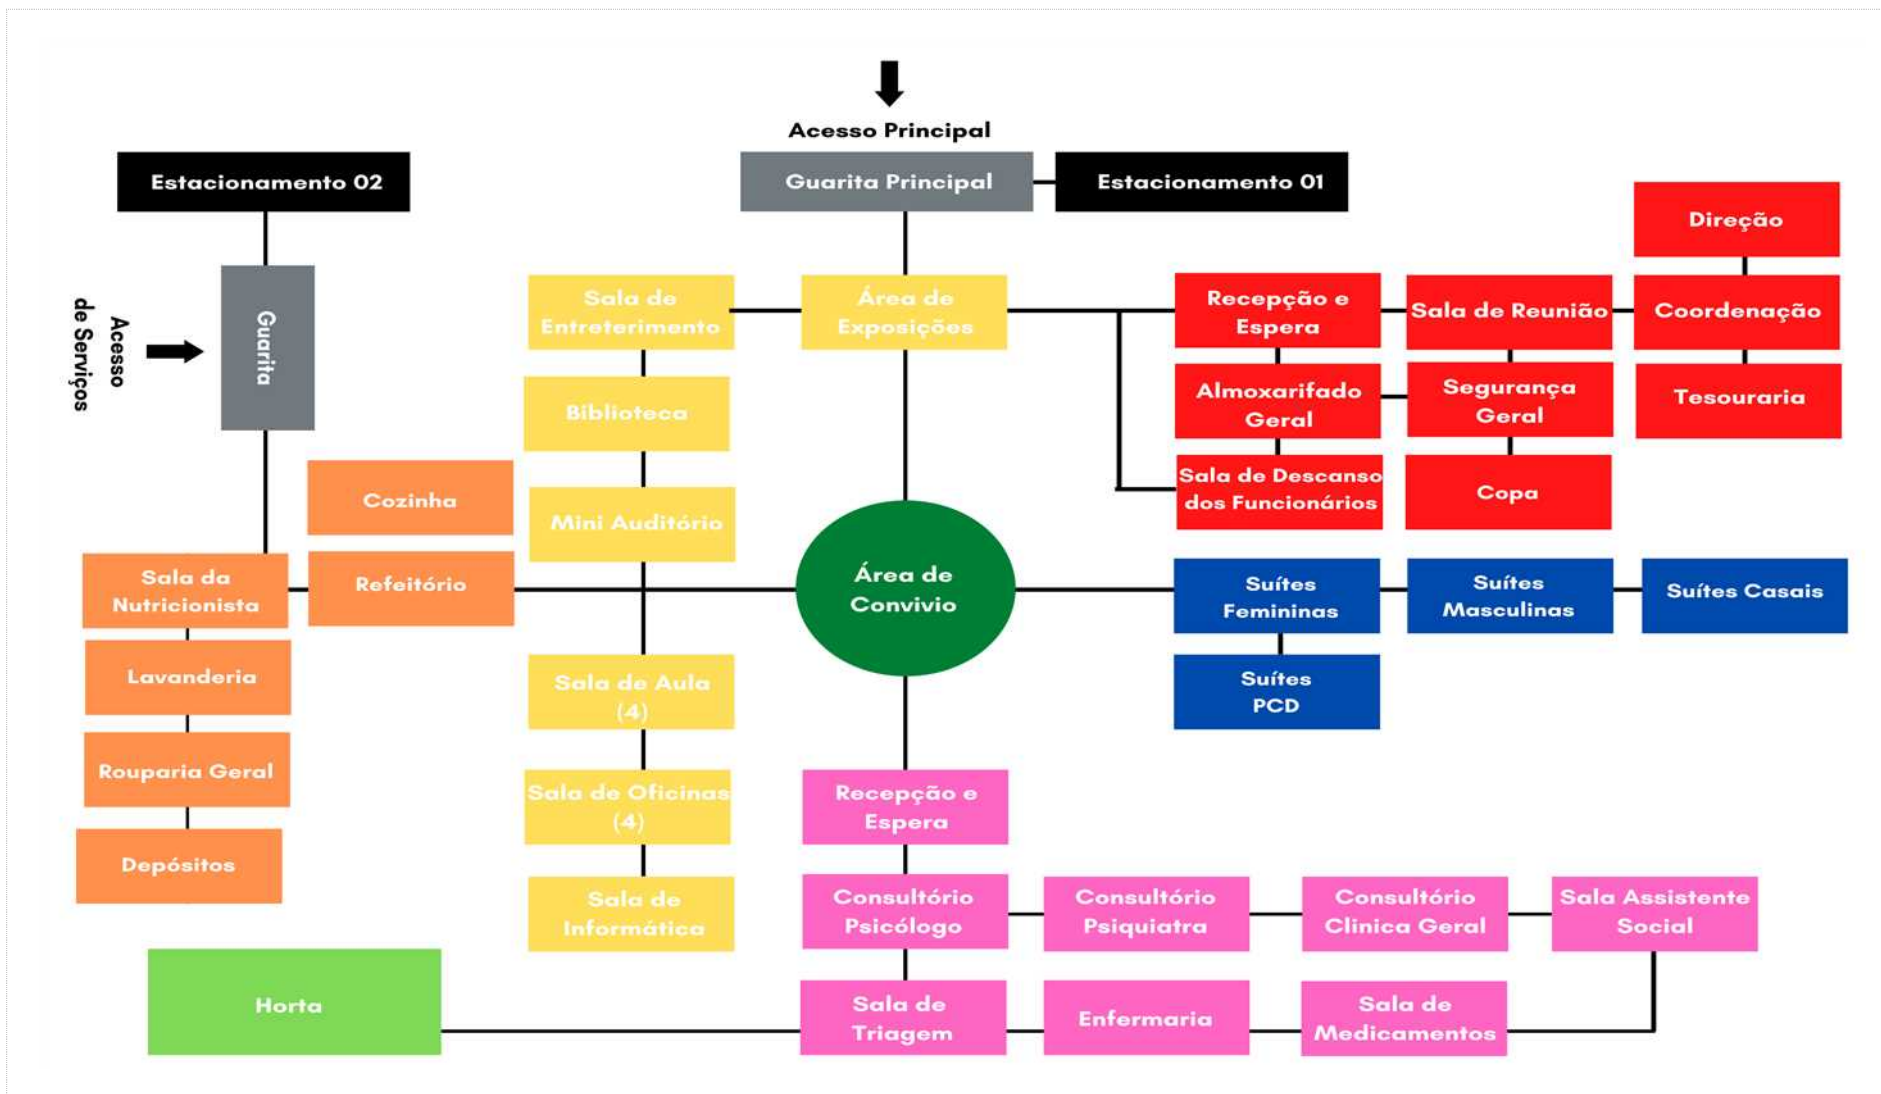 Acesso Principal
Estacionamento 02
Guarita Principal
Estacionamento 01
Direção
Acesso
de Serviços
Guarita
Sala de
Entreterimento
Área de
Exposições
Recepção e
Espera
Sala de Reunião
Coordenação
Biblioteca
Almoxarifado
Geral
Segurança
Geral
Tesouraria
Cozinha
Mini Auditório
Sala de Descanso
dos Funcionários
Copa
Sala da
Nutricionista
Refeitório
Área de
Convivio
Suítes
Femininas
Suítes
Masculinas
Suítes Casais
Lavanderia
Sala de Aula
(4)
Suítes
PCD
Rouparia Geral
Sala de Oficinas
(4)
Recepção e
Espera
Depósitos
Sala de
Informática
Consultório
Psicólogo
Consultório
Psiquiatra
Consultório
Clinica Geral
Sala Assistente
Social
Horta
Sala de
Triagem
Enfermaria
Sala de
Medicamentos